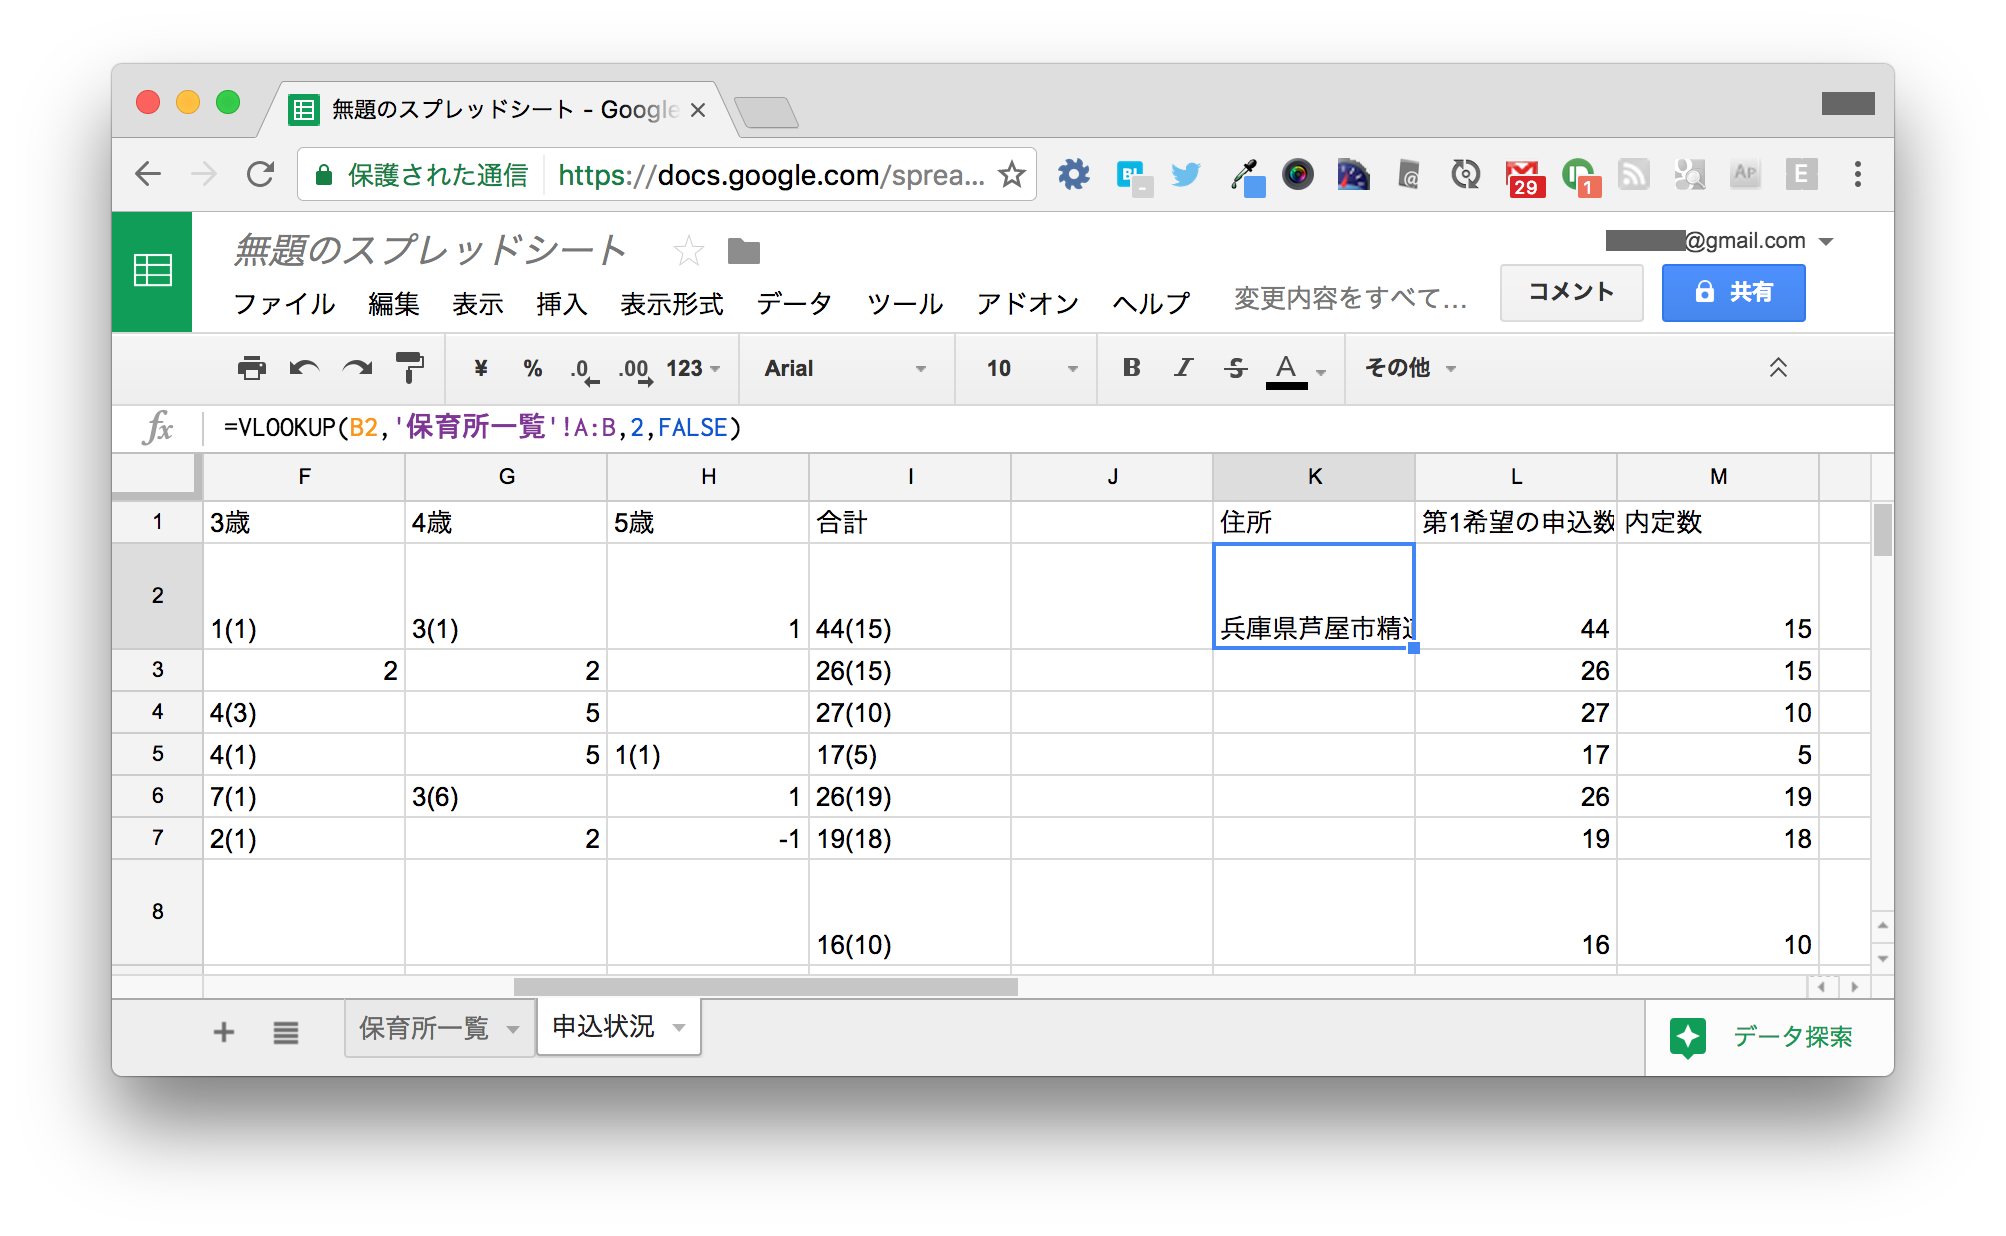 無題のスプレッドシート - Google
保護された通信 https://docs.google.com/sprea...
B! 29 1 AP E
無題のスプレッドシート
@gmail.com
ファイル 編集 表示 挿入 表示形式 データ ツール アドオン ヘルプ 変更内容をすべて... コメント 共有
¥ % .0 .00 123 Arial 10 B I S A その他
fx =VLOOKUP(B2,'保育所一覧'!A:B,2,FALSE)
F G H I J K L M
1 3歳 4歳 5歳 合計 住所 第1希望の申込数 内定数
2 1(1) 3(1) 1 44(15) 兵庫県芦屋市精 44 15
3 2 2 26(15) 26 15
4 4(3) 5 27(10) 27 10
5 4(1) 5 1(1) 17(5) 17 5
6 7(1) 3(6) 1 26(19) 26 19
7 2(1) 2 -1 19(18) 19 18
8 16(10) 16 10
+ 保育所一覧 申込状況 データ探索